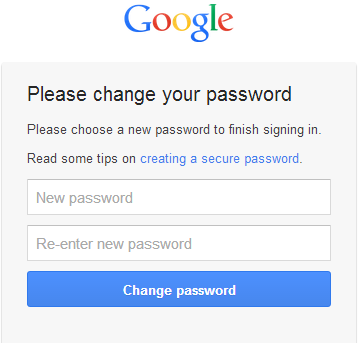 Google
Please change your password
Please choose a new password to finish signing in.
Read some tips on creating a secure password.
New password
Re-enter new password
Change password